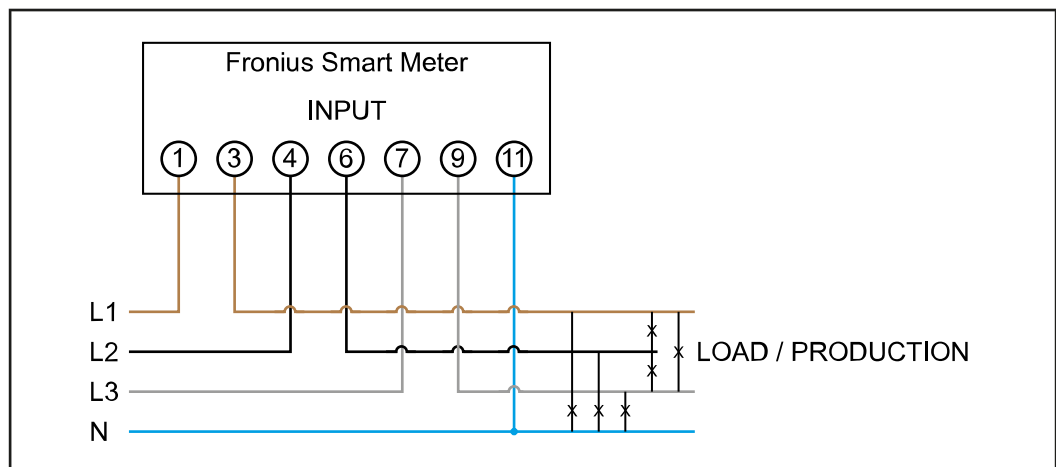 Fronius Smart Meter
INPUT
1 3 4 6 7 9 11
L1
L2 LOAD / PRODUCTION
L3
N